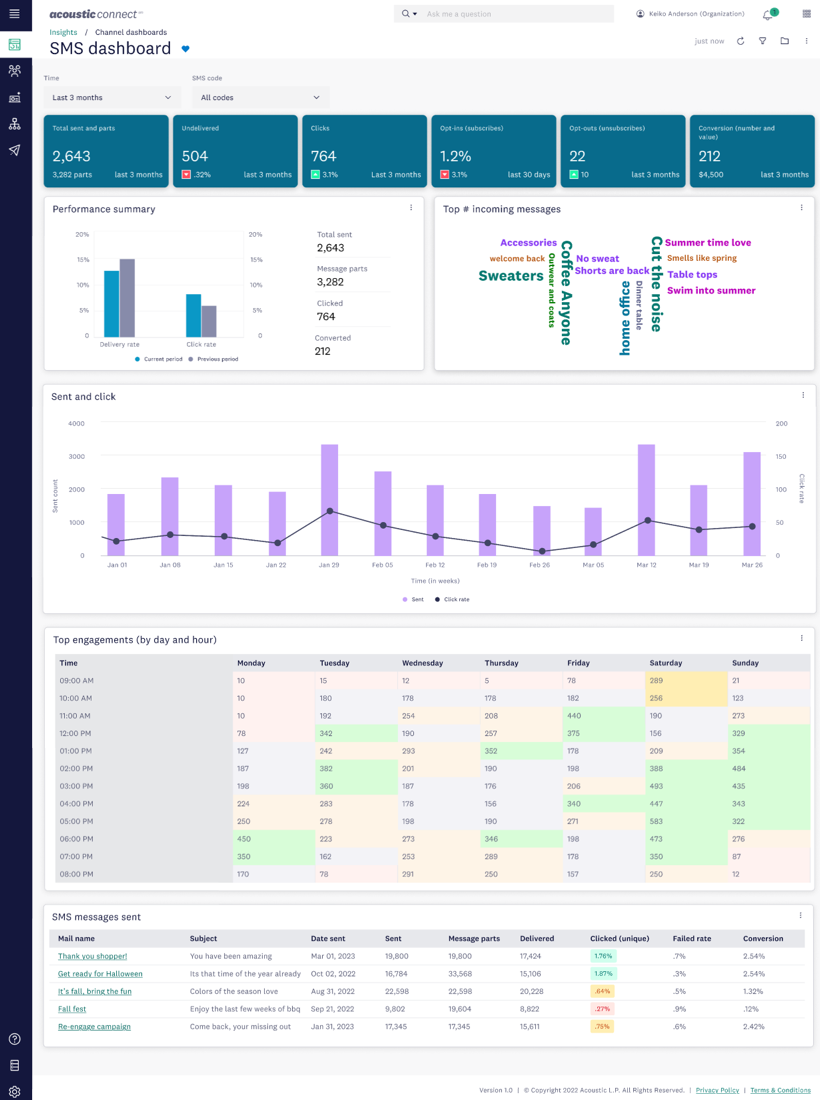 acoustic connect
Ask me a question
Keiko Anderson (Organization)
1
Insights / Channel dashboards
SMS dashboard
just now
Time
SMS code
Last 3 months
All codes
Total sent and parts
2,643
3,282 parts last 3 months
Undelivered
504
.32% last 3 months
Clicks
764
3.1% Last 3 months
Opt-ins (subscribes)
1.2%
3.1% last 30 days
Opt-outs (unsubscribes)
22
10 last 3 months
Conversion (number and
value)
212
$4,500 last 3 months
Performance summary
20%
15%
10%
5%
0
20%
15%
10%
5%
0
Delivery rate
Click rate
Current period
Previous period
Total sent
2,643
Message parts
3,282
Clicked
764
Converted
212
Top # incoming messages
Accessories
welcome back
Sweaters
Outwear and coats
Coffee Anyone
No sweat
Shorts are back
home office
Dinner table
Cut the noise
Summer time love
Smells like spring
Table tops
Swim into summer
Sent and click
4000
3000
2000
1000
0
Sent count
200
150
100
50
0
Click rate
Jan 01 Jan 08 Jan 15 Jan 22 Jan 29 Feb 05 Feb 12 Feb 19 Feb 26 Mar 05 Mar 12 Mar 19 Mar 26
Time (in weeks)
Sent Click rate
Top engagements (by day and hour)
Time Monday Tuesday Wednesday Thursday Friday Saturday Sunday
09:00 AM 10 15 12 5 78 289 21
10:00 AM 10 180 178 178 182 256 123
11:00 AM 10 192 254 208 440 190 273
12:00 PM 78 342 190 257 375 156 329
01:00 PM 127 242 293 352 178 209 354
02:00 PM 187 382 201 190 198 388 484
03:00 PM 198 360 187 176 206 493 435
04:00 PM 224 283 178 156 340 447 343
05:00 PM 250 278 198 190 271 583 322
06:00 PM 450 223 273 346 198 473 276
07:00 PM 350 162 253 289 178 350 87
08:00 PM 170 78 291 250 157 250 12
SMS messages sent
Mail name Subject Date sent Sent Message parts Delivered Clicked (unique) Failed rate Conversion
Thank you shopper! You have been amazing Mar 01, 2023 19,800 19,800 17,424 1.76% .7% 2.54%
Get ready for Halloween Its that time of the year already Oct 02, 2022 16,784 33,568 15,106 1.87% .3% 2.54%
It's fall, bring the fun Colors of the season love Aug 31, 2022 22,598 22,598 20,228 .64% .5% 1.32%
Fall fest Enjoy the last few weeks of bbq Sep 21, 2022 9,802 19,604 8,822 .27% .9% .12%
Re-engage campaign Come back, your missing out Jan 31, 2023 17,345 17,345 15,611 .75% .6% 2.42%
Version 1.0 | © Copyright 2022 Acoustic L.P. All Rights Reserved. | Privacy Policy | Terms & Conditions